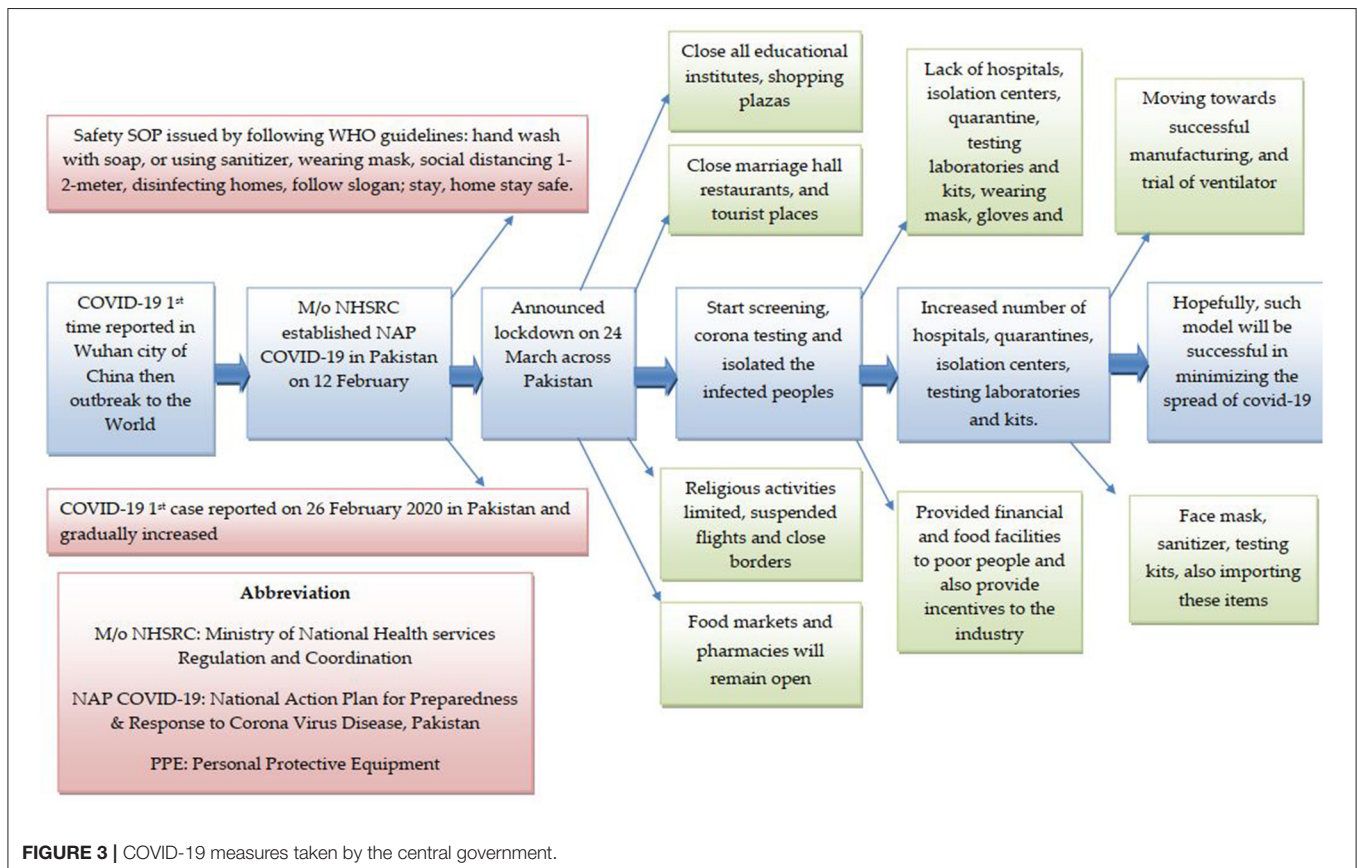 Close all educational
institutes, shopping
plazas
Lack of hospitals,
isolation centers,
quarantine,
testing
laboratories and
kits, wearing
mask, gloves and
Moving towards
successful
manufacturing, and
trial of ventilator
Safety SOP issued by following WHO guidelines: hand wash
with soap, or using sanitizer, wearing mask, social distancing 1-
2-meter, disinfecting homes, follow slogan; stay, home stay safe.
Close marriage hall
restaurants, and
tourist places
COVID-19 1st
time reported in
Wuhan city of
China then
outbreak to the
World
M/o NHSRC
established NAP
COVID-19 in Pakistan
on 12 February
Announced
lockdown on 24
March across
Pakistan
Start screening,
corona testing and
isolated the
infected peoples
Increased number of
hospitals, quarantines,
isolation centers,
testing laboratories
and kits.
Hopefully, such
model will be
successful in
minimizing the
spread of covid-19
COVID-19 1st case reported on 26 February 2020 in Pakistan and
gradually increased
Religious activities
limited, suspended
flights and close
borders
Provided financial
and food facilities
to poor people and
also provide
incentives to the
industry
Face mask,
sanitizer, testing
kits, also importing
these items
Food markets and
pharmacies will
remain open
Abbreviation
M/o NHSRC: Ministry of National Health services
Regulation and Coordination
NAP COVID-19: National Action Plan for Preparedness
& Response to Corona Virus Disease, Pakistan
PPE: Personal Protective Equipment
FIGURE 3 | COVID-19 measures taken by the central government.